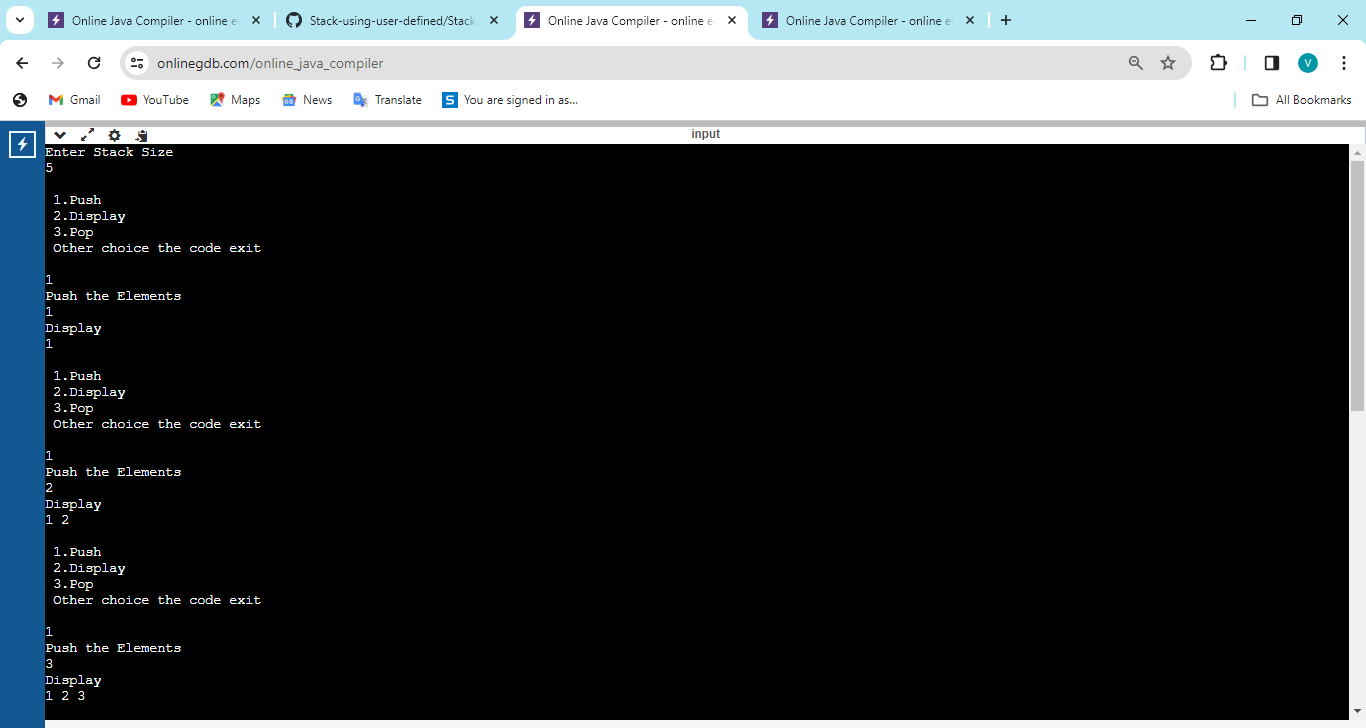 Online Java Compiler - online e
Stack-using-user-defined/Stack
Online Java Compiler - online e
Online Java Compiler - online e
onlinegdb.com/online_java_compiler
V
Gmail
YouTube
Maps
News
Translate
S
You are signed in as...
All Bookmarks
input
Enter Stack Size
5
1.Push
2.Display
3.Pop
Other choice the code exit
1
Push the Elements
1
Display
1
1.Push
2.Display
3.Pop
Other choice the code exit
1
Push the Elements
2
Display
1 2
1.Push
2.Display
3.Pop
Other choice the code exit
1
Push the Elements
3
Display
1 2 3